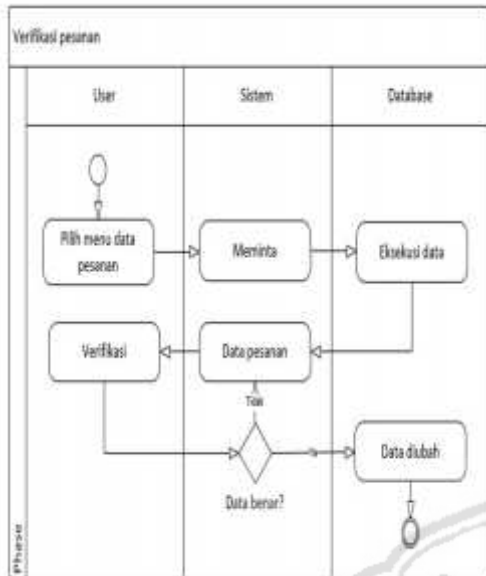 Verifikasi pesanan
User
Sistem
Database
Pilih menu data
pesanan
Meminta
Eksekusi data
Verifikasi
Data pesanan
Tidak
Data diubah
Data benar?
Phase